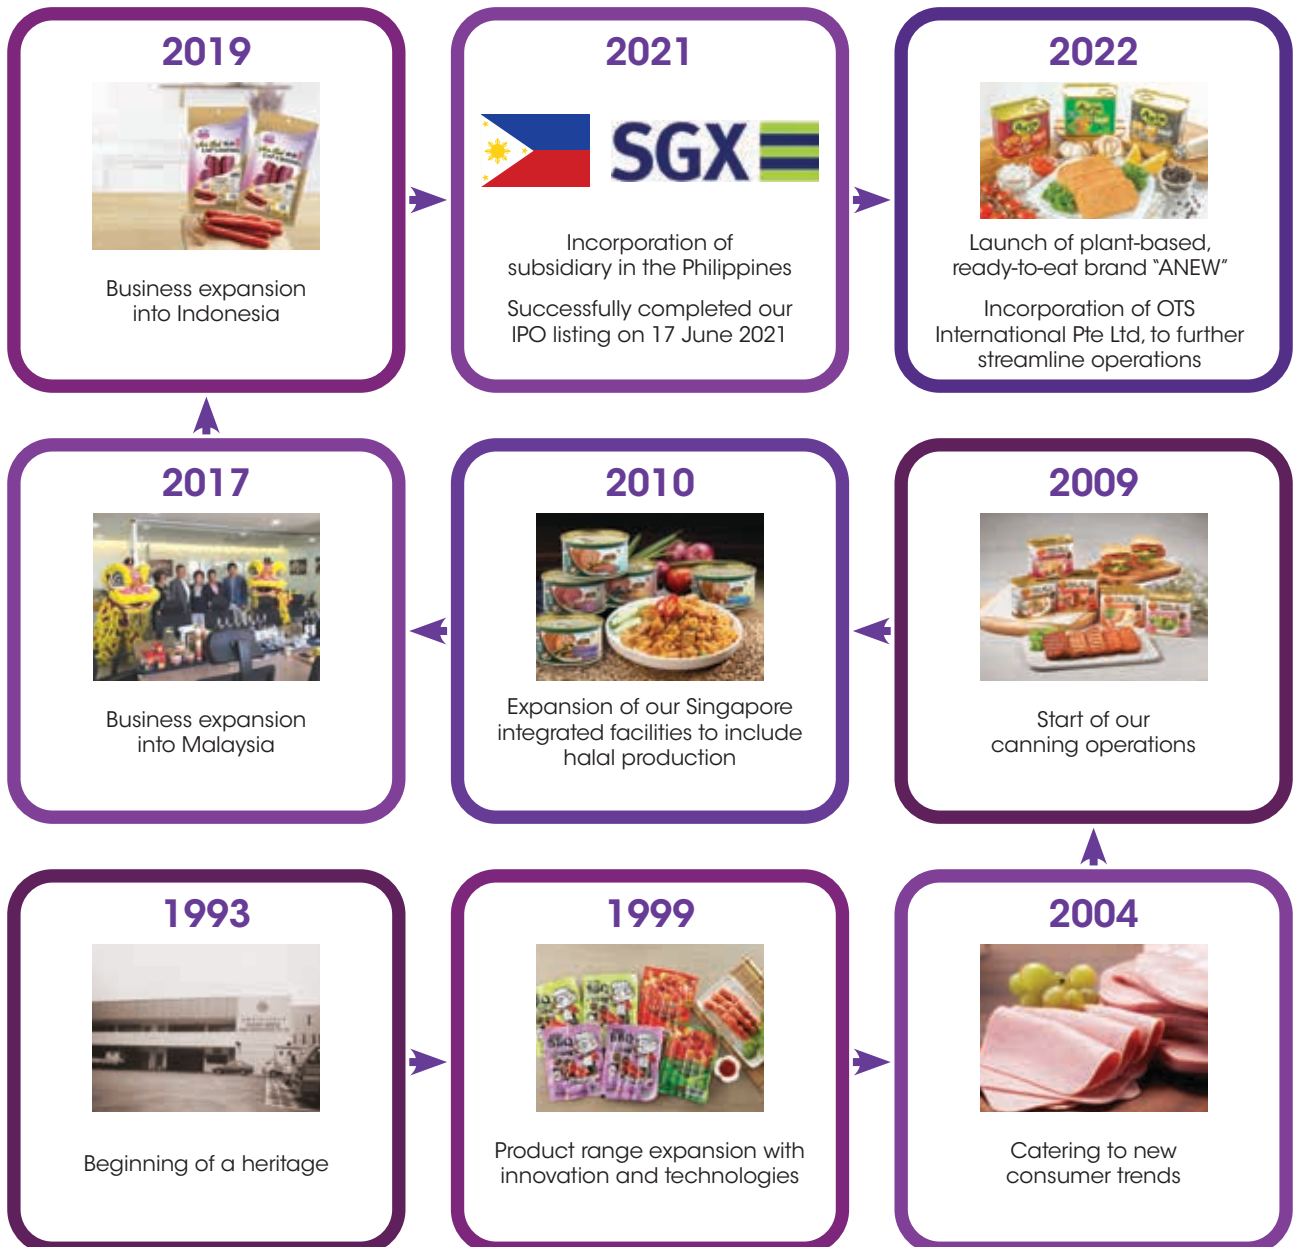 2019
Business expansion
into Indonesia
2021
SGX
Incorporation of
subsidiary in the Philippines
Successfully completed our
IPO listing on 17 June 2021
2022
Launch of plant-based,
ready-to-eat brand “ANEW”
Incorporation of OTS
International Pte Ltd, to further
streamline operations
2017
Business expansion
into Malaysia
2010
Expansion of our Singapore
integrated facilities to include
halal production
2009
Start of our
canning operations
1993
Beginning of a heritage
1999
BBQ
BBQ
Product range expansion with
innovation and technologies
2004
Catering to new
consumer trends